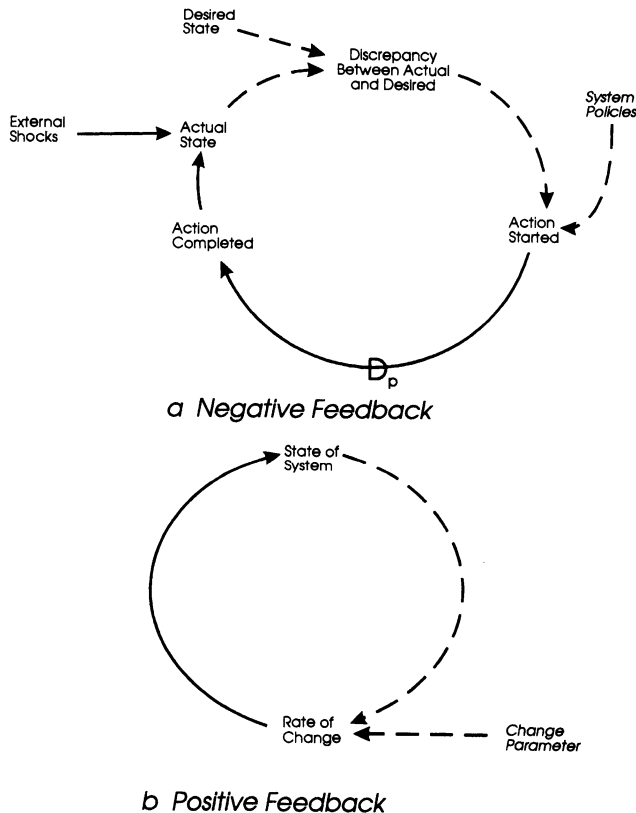 Desired
State
Discrepancy
Between Actual
and Desired
System
Policies
External
Shocks
Actual
State
Action
Completed
Action
Started
Dp
a Negative Feedback
State of
System
Rate of
Change
Change
Parameter
b Positive Feedback